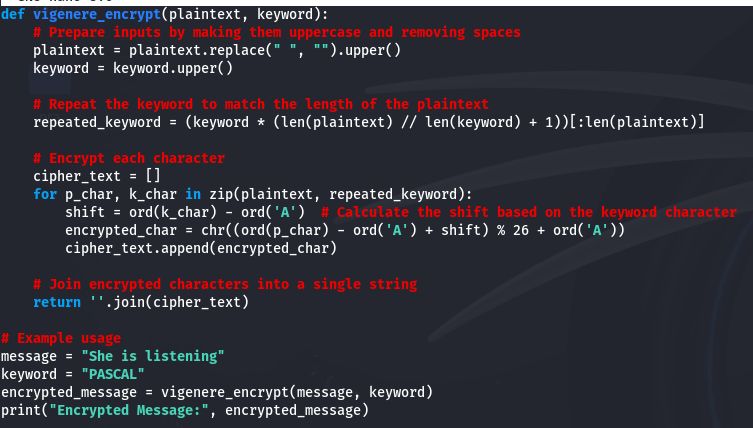 def vigenere_encrypt(plaintext, keyword):
    # Prepare inputs by making them uppercase and removing spaces
    plaintext = plaintext.replace(" ", "").upper()
    keyword = keyword.upper()

    # Repeat the keyword to match the length of the plaintext
    repeated_keyword = (keyword * (len(plaintext) // len(keyword) + 1))[:len(plaintext)]

    # Encrypt each character
    cipher_text = []
    for p_char, k_char in zip(plaintext, repeated_keyword):
        shift = ord(k_char) - ord('A')  # Calculate the shift based on the keyword character
        encrypted_char = chr((ord(p_char) - ord('A') + shift) % 26 + ord('A'))
        cipher_text.append(encrypted_char)

    # Join encrypted characters into a single string
    return ''.join(cipher_text)

# Example usage
message = "She is listening"
keyword = "PASCAL"
encrypted_message = vigenere_encrypt(message, keyword)
print("Encrypted Message:", encrypted_message)